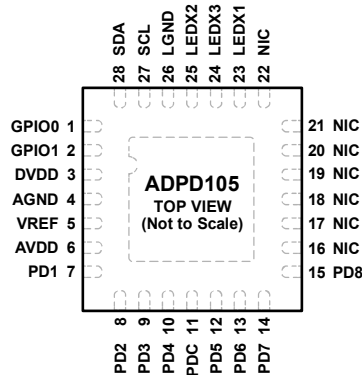 28 SDA
27 SCL
26 LGND
25 LEDX2
24 LEDX3
23 LEDX1
22 NIC
GPIO0 1
GPIO1 2
DVDD 3
AGND 4
VREF 5
AVDD 6
PD1 7
ADPD105
TOP VIEW
(Not to Scale)
21 NIC
20 NIC
19 NIC
18 NIC
17 NIC
16 NIC
15 PD8
PD2 8
PD3 9
PD4 10
PDC 11
PD5 12
PD6 13
PD7 14